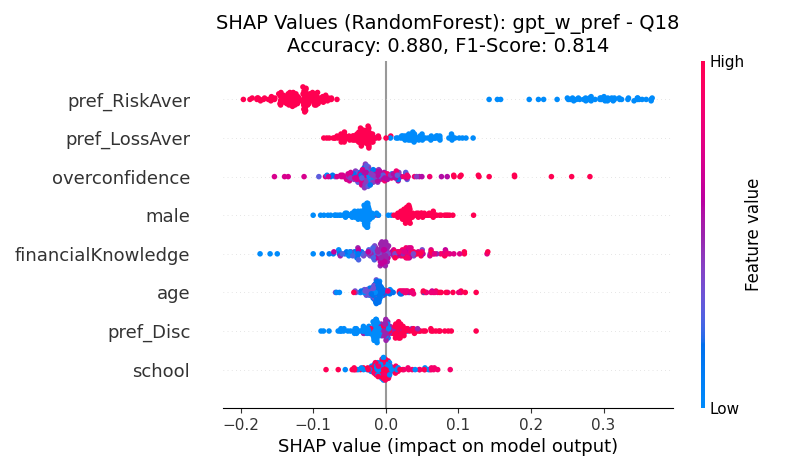 SHAP Values (RandomForest): gpt_w_pref - Q18
Accuracy: 0.880, F1-Score: 0.814
High
pref_RiskAver
pref_LossAver
overconfidence
male
financialKnowledge
age
pref_Disc
school
Feature value
Low
−0.2 −0.1 0.0 0.1 0.2 0.3
SHAP value (impact on model output)